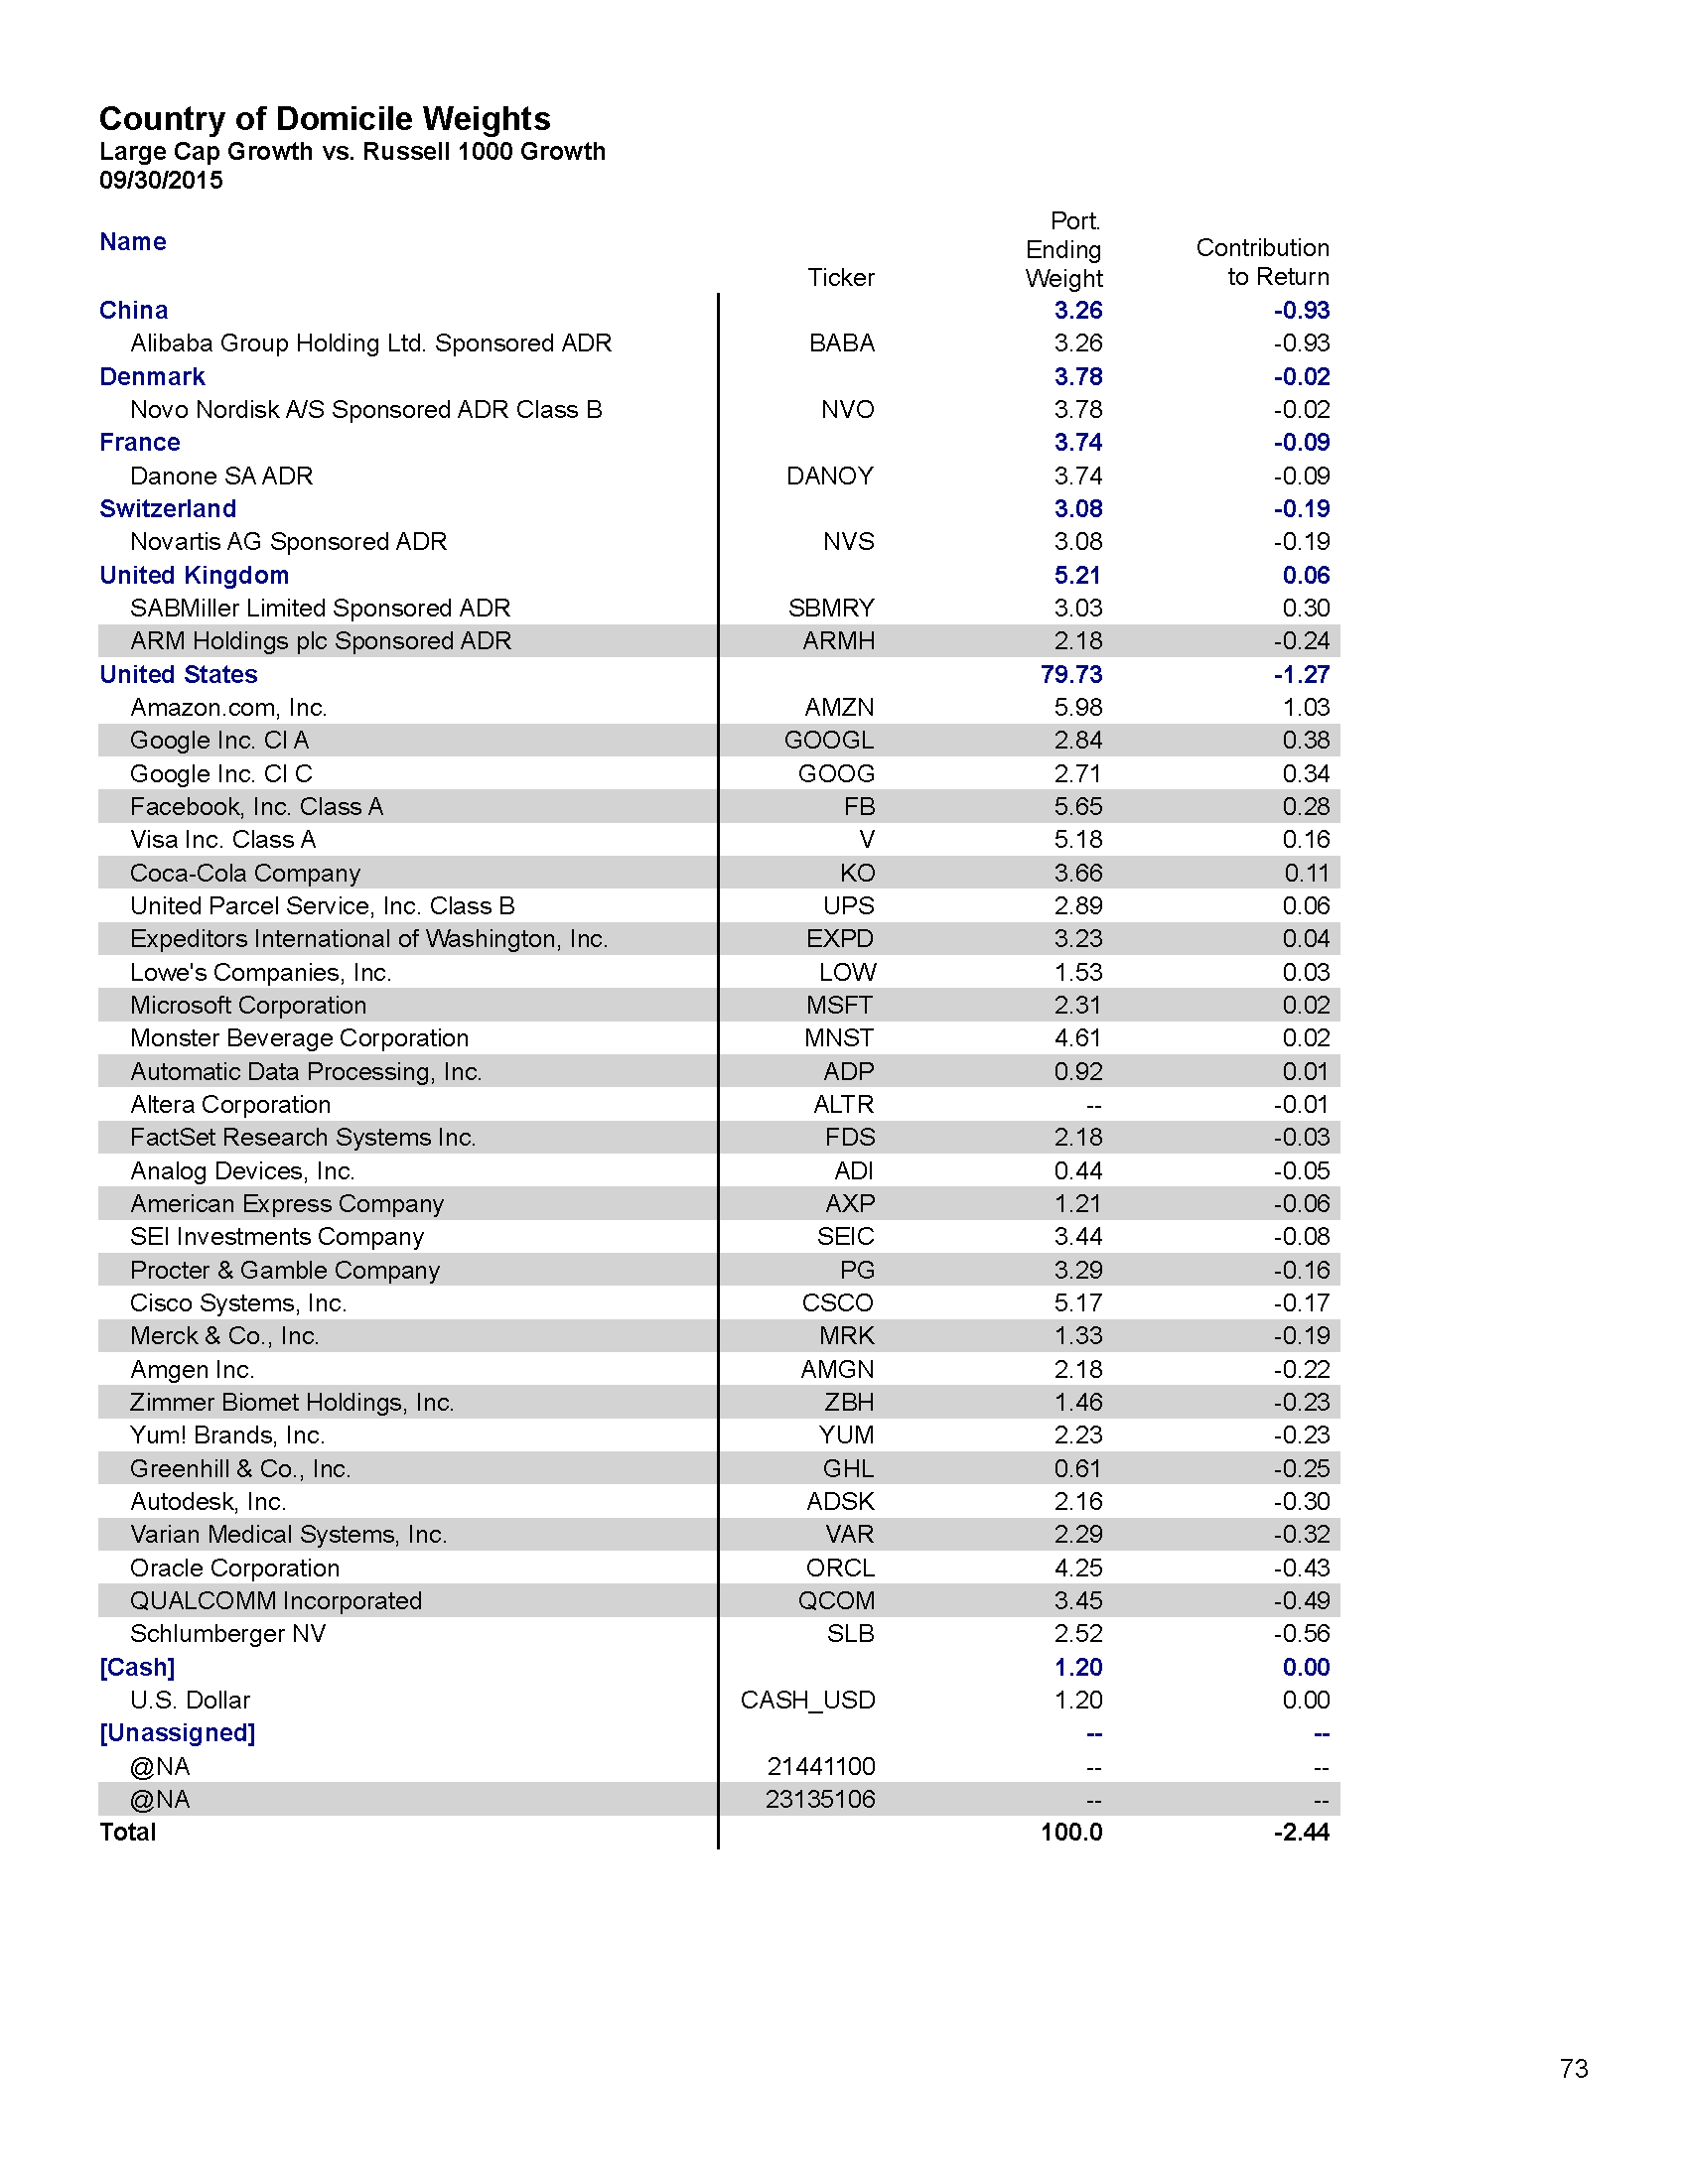 Country of Domicile Weights
Large Cap Growth vs. Russell 1000 Growth
09/30/2015
Name Ticker Port. Ending Weight Contribution to Return
China 3.26 -0.93
Alibaba Group Holding Ltd. Sponsored ADR BABA 3.26 -0.93
Denmark 3.78 -0.02
Novo Nordisk A/S Sponsored ADR Class B NVO 3.78 -0.02
France 3.74 -0.09
Danone SA ADR DANOY 3.74 -0.09
Switzerland 3.08 -0.19
Novartis AG Sponsored ADR NVS 3.08 -0.19
United Kingdom 5.21 0.06
SABMiller Limited Sponsored ADR SBMRY 3.03 0.30
ARM Holdings plc Sponsored ADR ARMH 2.18 -0.24
United States 79.73 -1.27
Amazon.com, Inc. AMZN 5.98 1.03
Google Inc. Cl A GOOGL 2.84 0.38
Google Inc. Cl C GOOG 2.71 0.34
Facebook, Inc. Class A FB 5.65 0.28
Visa Inc. Class A V 5.18 0.16
Coca-Cola Company KO 3.66 0.11
United Parcel Service, Inc. Class B UPS 2.89 0.06
Expeditors International of Washington, Inc. EXPD 3.23 0.04
Lowe's Companies, Inc. LOW 1.53 0.03
Microsoft Corporation MSFT 2.31 0.02
Monster Beverage Corporation MNST 4.61 0.02
Automatic Data Processing, Inc. ADP 0.92 0.01
Altera Corporation ALTR -- -0.01
FactSet Research Systems Inc. FDS 2.18 -0.03
Analog Devices, Inc. ADI 0.44 -0.05
American Express Company AXP 1.21 -0.06
SEI Investments Company SEIC 3.44 -0.08
Procter & Gamble Company PG 3.29 -0.16
Cisco Systems, Inc. CSCO 5.17 -0.17
Merck & Co., Inc. MRK 1.33 -0.19
Amgen Inc. AMGN 2.18 -0.22
Zimmer Biomet Holdings, Inc. ZBH 1.46 -0.23
Yum! Brands, Inc. YUM 2.23 -0.23
Greenhill & Co., Inc. GHL 0.61 -0.25
Autodesk, Inc. ADSK 2.16 -0.30
Varian Medical Systems, Inc. VAR 2.29 -0.32
Oracle Corporation ORCL 4.25 -0.43
QUALCOMM Incorporated QCOM 3.45 -0.49
Schlumberger NV SLB 2.52 -0.56
[Cash] 1.20 0.00
U.S. Dollar CASH_USD 1.20 0.00
[Unassigned] -- --
@NA 21441100 -- --
@NA 23135106 -- --
Total 100.0 -2.44
73